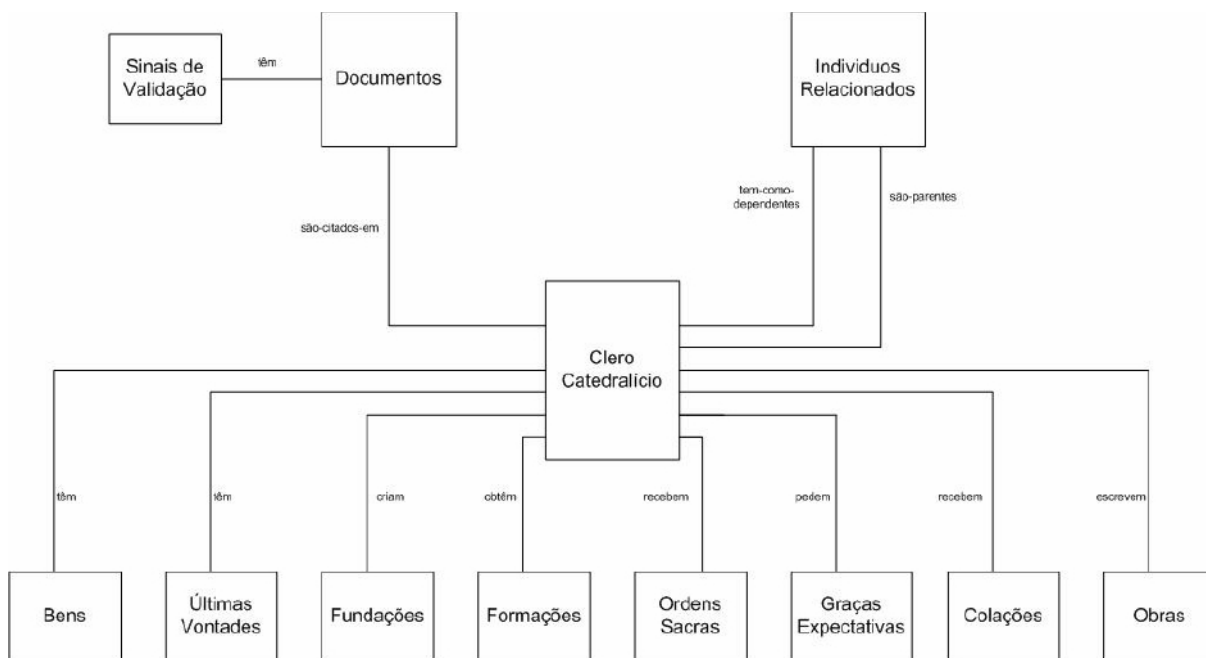 Sinais de
Validação
têm
Documentos
Individuos
Relacionados
tem-como-
dependentes
são-parentes
são-citados-em
Clero
Catedralício
têm
têm
criam
obtêm
recebem
pedem
recebem
escrevem
Bens
Últimas
Vontades
Fundações
Formações
Ordens
Sacras
Graças
Expectativas
Colações
Obras